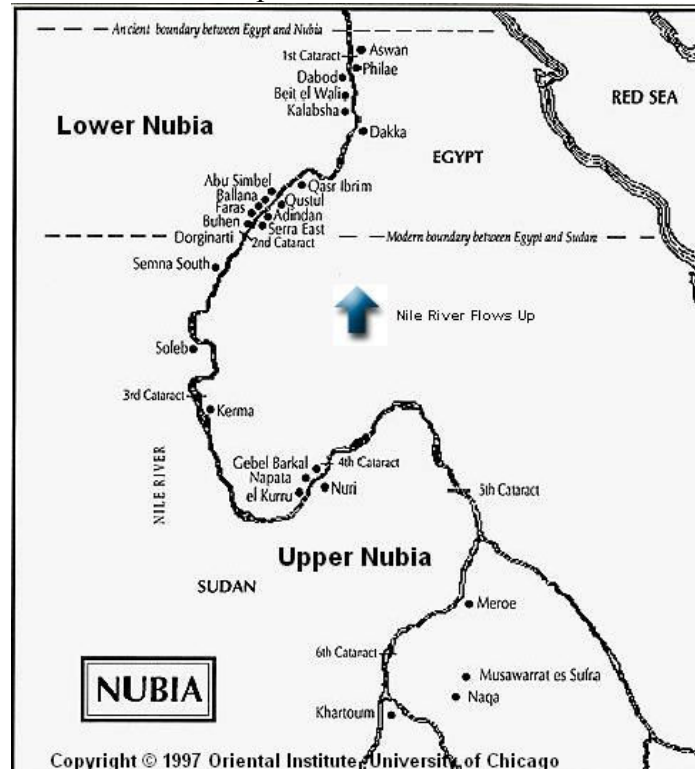 Ancient boundary between Egypt and Nubia
1st Cataract
Aswan
Philae
Dabod
Beit el Wali
Kalabsha
RED SEA
Lower Nubia
Dakka
EGYPT
Abu Simbel
Qasr Ibrim
Ballana
Qustul
Faras
Adindan
Buhen
Serra East
Dorginarti
2nd Cataract
Modern boundary between Egypt and Sudan
Semna South
Nile River Flows Up
Soleb
3rd Cataract
Kerma
NILE RIVER
Gebel Barkal
4th Cataract
Napata
el Kurru
Nuri
5th Cataract
Upper Nubia
SUDAN
Meroe
6th Cataract
Musawwarat es Sufra
NUBIA
Naqa
Khartoum
Copyright © 1997 Oriental Institute, University of Chicago